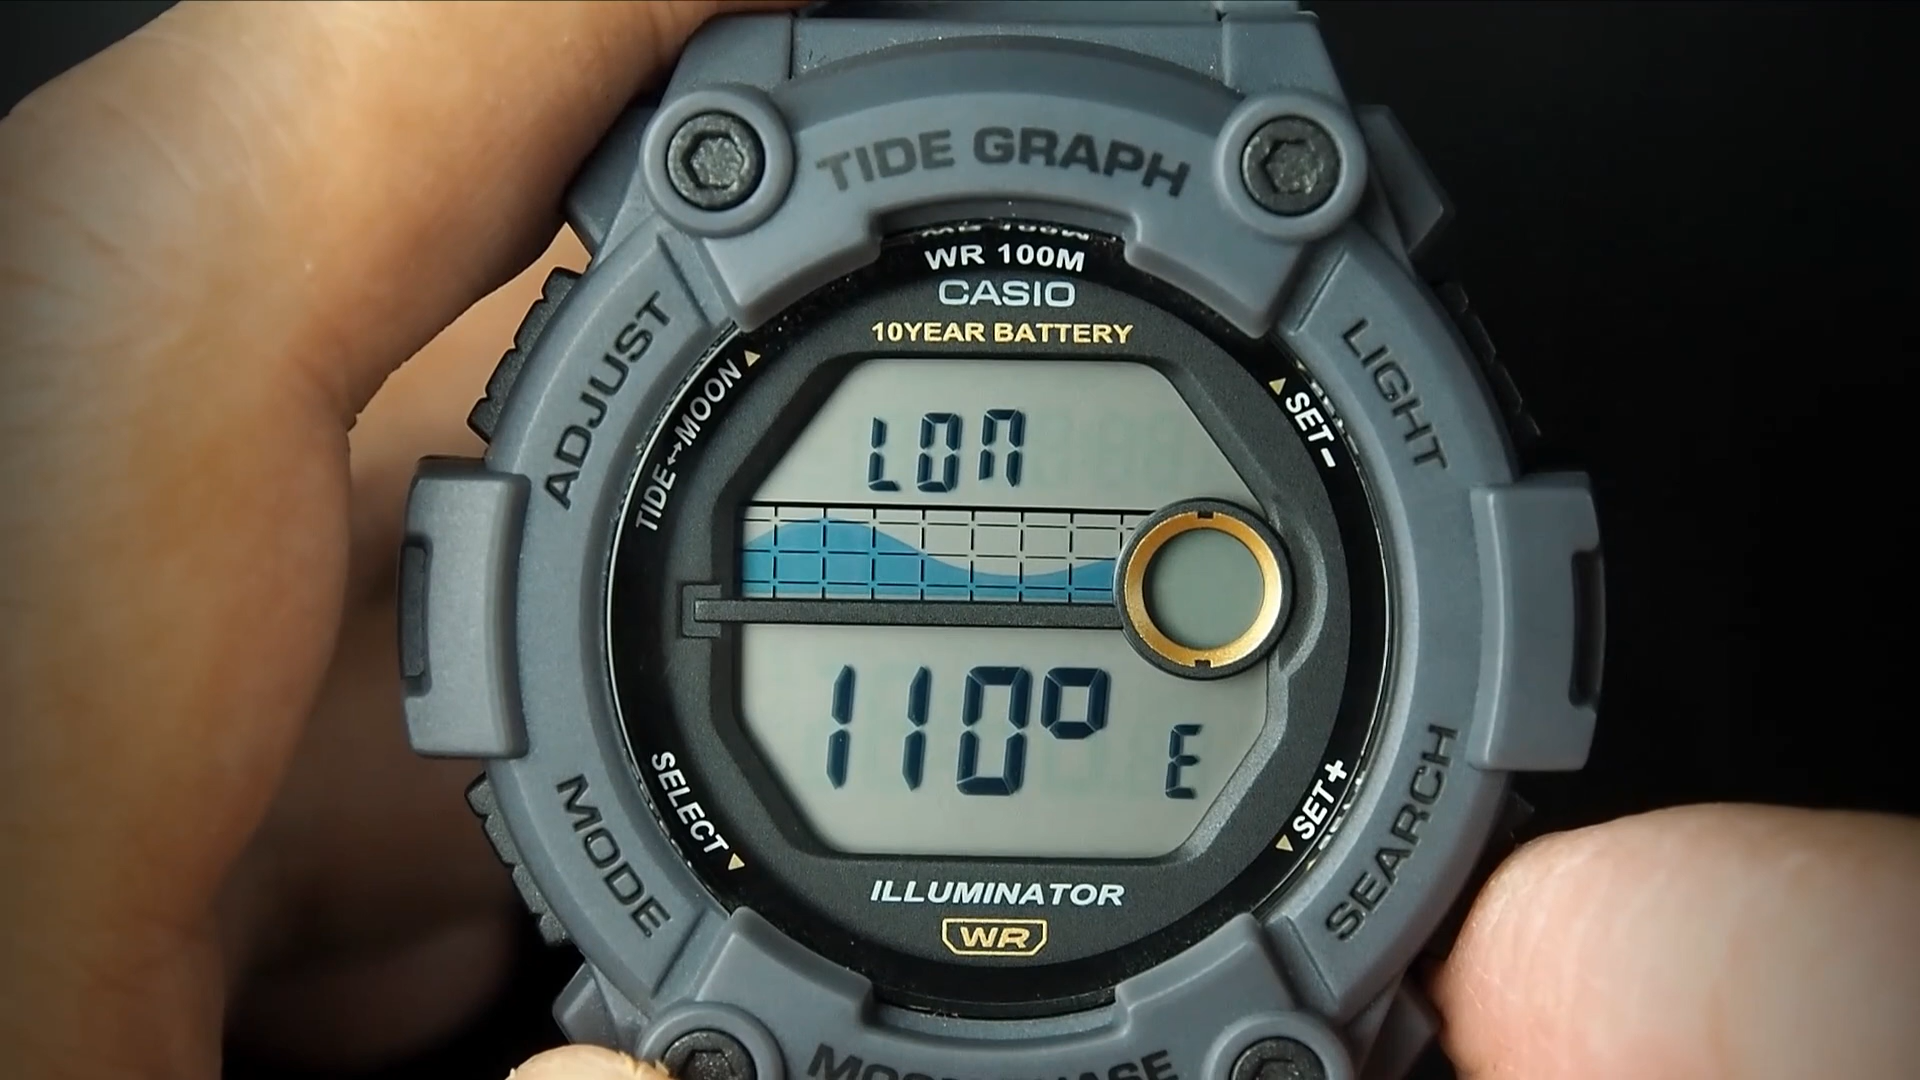 TIDE GRAPH
WR 100M
CASIO
10YEAR BATTERY
ADJUST
LIGHT
TIDE↔MOON▲
▲SET-
LON
110° E
SELECT▼
▼SET+
MODE
SEARCH
ILLUMINATOR
WR